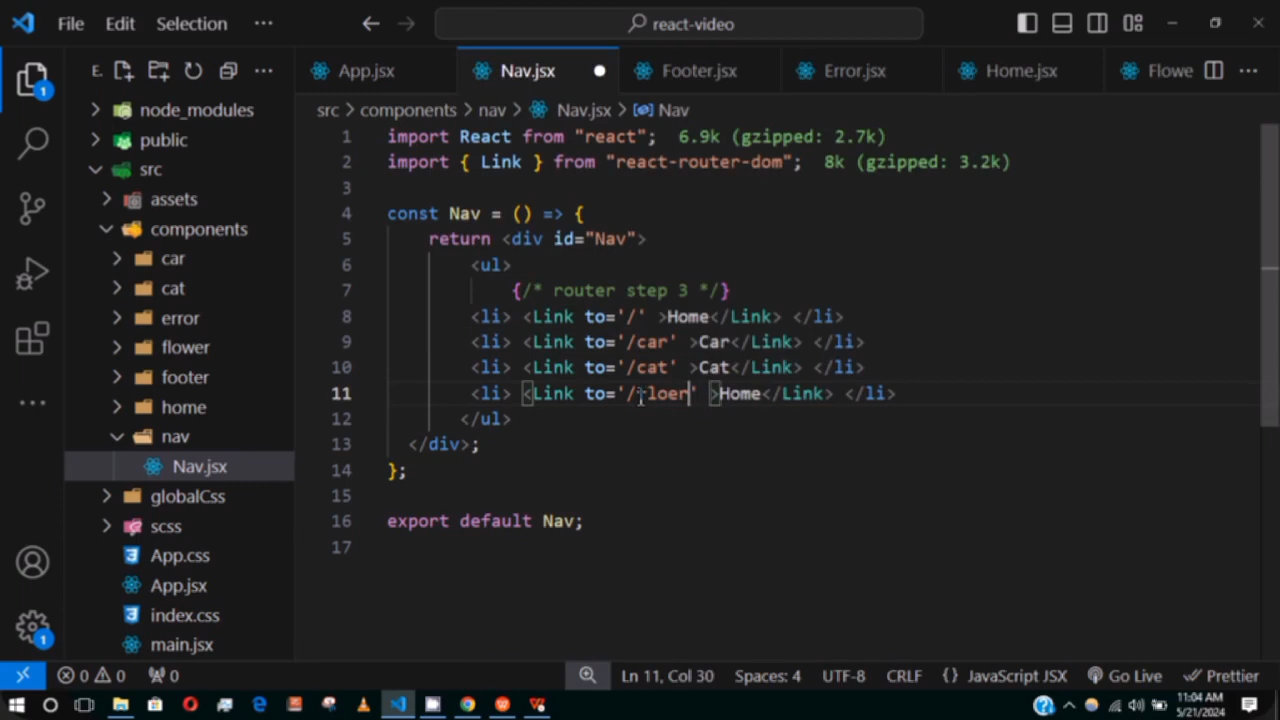 File Edit Selection ··· react-video
E. App.jsx Nav.jsx Footer.jsx Error.jsx Home.jsx Flowe
src > components > nav > Nav.jsx > Nav
node_modules
public
src
assets
components
car
cat
error
flower
footer
home
nav
Nav.jsx
globalCss
scss
App.css
App.jsx
index.css
main.jsx
1 import React from "react"; 6.9k (gzipped: 2.7k)
2 import { Link } from "react-router-dom"; 8k (gzipped: 3.2k)
3
4 const Nav = () => {
5 return <div id="Nav">
6 <ul>
7 {/* router step 3 */}
8 <li> <Link to='/' >Home</Link> </li>
9 <li> <Link to='/car' >Car</Link> </li>
10 <li> <Link to='/cat' >Cat</Link> </li>
11 <li> <Link to='/floer' >Home</Link> </li>
12 </ul>
13 </div>;
14 };
15
16 export default Nav;
17
1
1
0 0 0 Ln 11, Col 30 Spaces: 4 UTF-8 CRLF {} JavaScript JSX Go Live Prettier
11:04 AM
5/21/2024